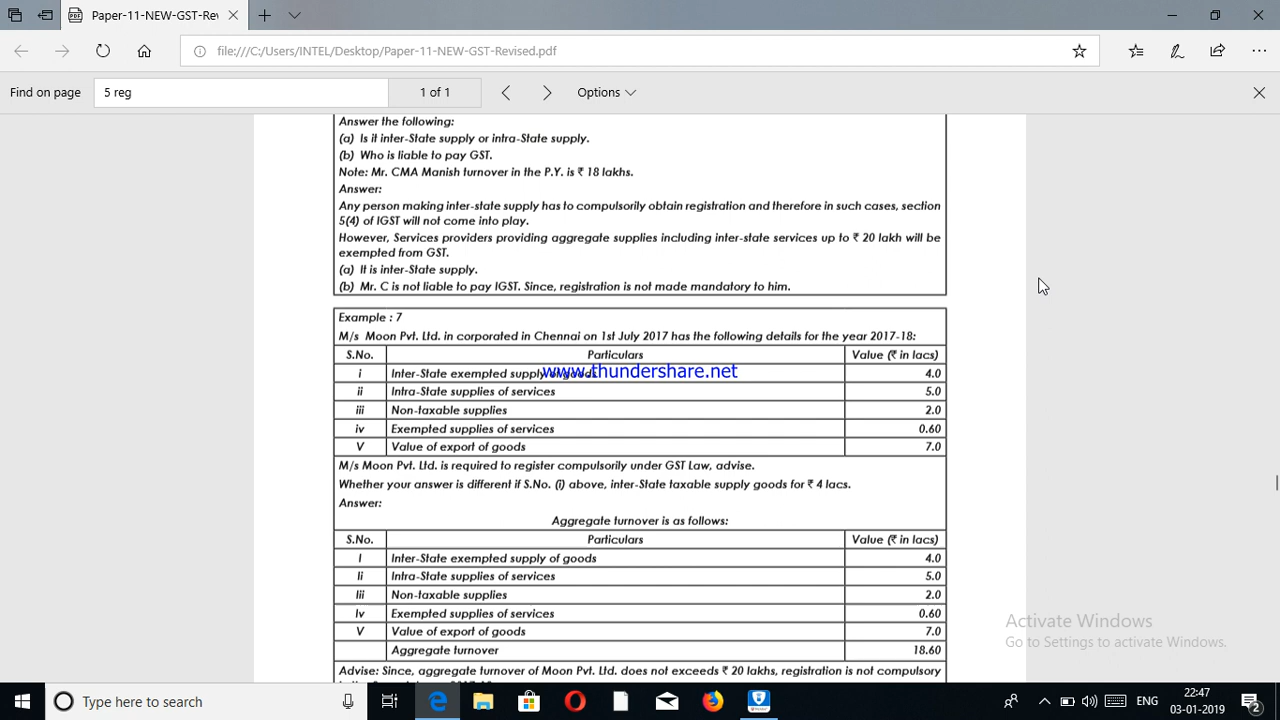 Paper-11-NEW-GST-Rev
file:///C:/Users/INTEL/Desktop/Paper-11-NEW-GST-Revised.pdf
Find on page 5 reg 1 of 1 Options
Answer the following:
(a) Is it inter-State supply or intra-State supply.
(b) Who is liable to pay GST.
Note: Mr. CMA Manish turnover in the P.Y. is ₹ 18 lakhs.
Answer:
Any person making inter-state supply has to compulsorily obtain registration and therefore in such cases, section
5(4) of IGST will not come into play.
However, Services providers providing aggregate supplies including inter-state services up to ₹ 20 lakh will be
exempted from GST.
(a) It is inter-State supply.
(b) Mr. C is not liable to pay IGST. Since, registration is not made mandatory to him.
Example : 7
M/s Moon Pvt. Ltd. in corporated in Chennai on 1st July 2017 has the following details for the year 2017-18:
S.No. Particulars Value (₹ in lacs)
i Inter-State exempted supply of goods 4.0
www.thundershare.net
ii Intra-State supplies of services 5.0
iii Non-taxable supplies 2.0
iv Exempted supplies of services 0.60
V Value of export of goods 7.0
M/s Moon Pvt. Ltd. is required to register compulsorily under GST Law, advise.
Whether your answer is different if S.No. (i) above, inter-State taxable supply goods for ₹ 4 lacs.
Answer:
Aggregate turnover is as follows:
S.No. Particulars Value (₹ in lacs)
I Inter-State exempted supply of goods 4.0
Ii Intra-State supplies of services 5.0
Iii Non-taxable supplies 2.0
Iv Exempted supplies of services 0.60
V Value of export of goods 7.0
Aggregate turnover 18.60
Advise: Since, aggregate turnover of Moon Pvt. Ltd. does not exceeds ₹ 20 lakhs, registration is not compulsory
Activate Windows
Go to Settings to activate Windows.
Type here to search
ENG
22:47
03-01-2019
2